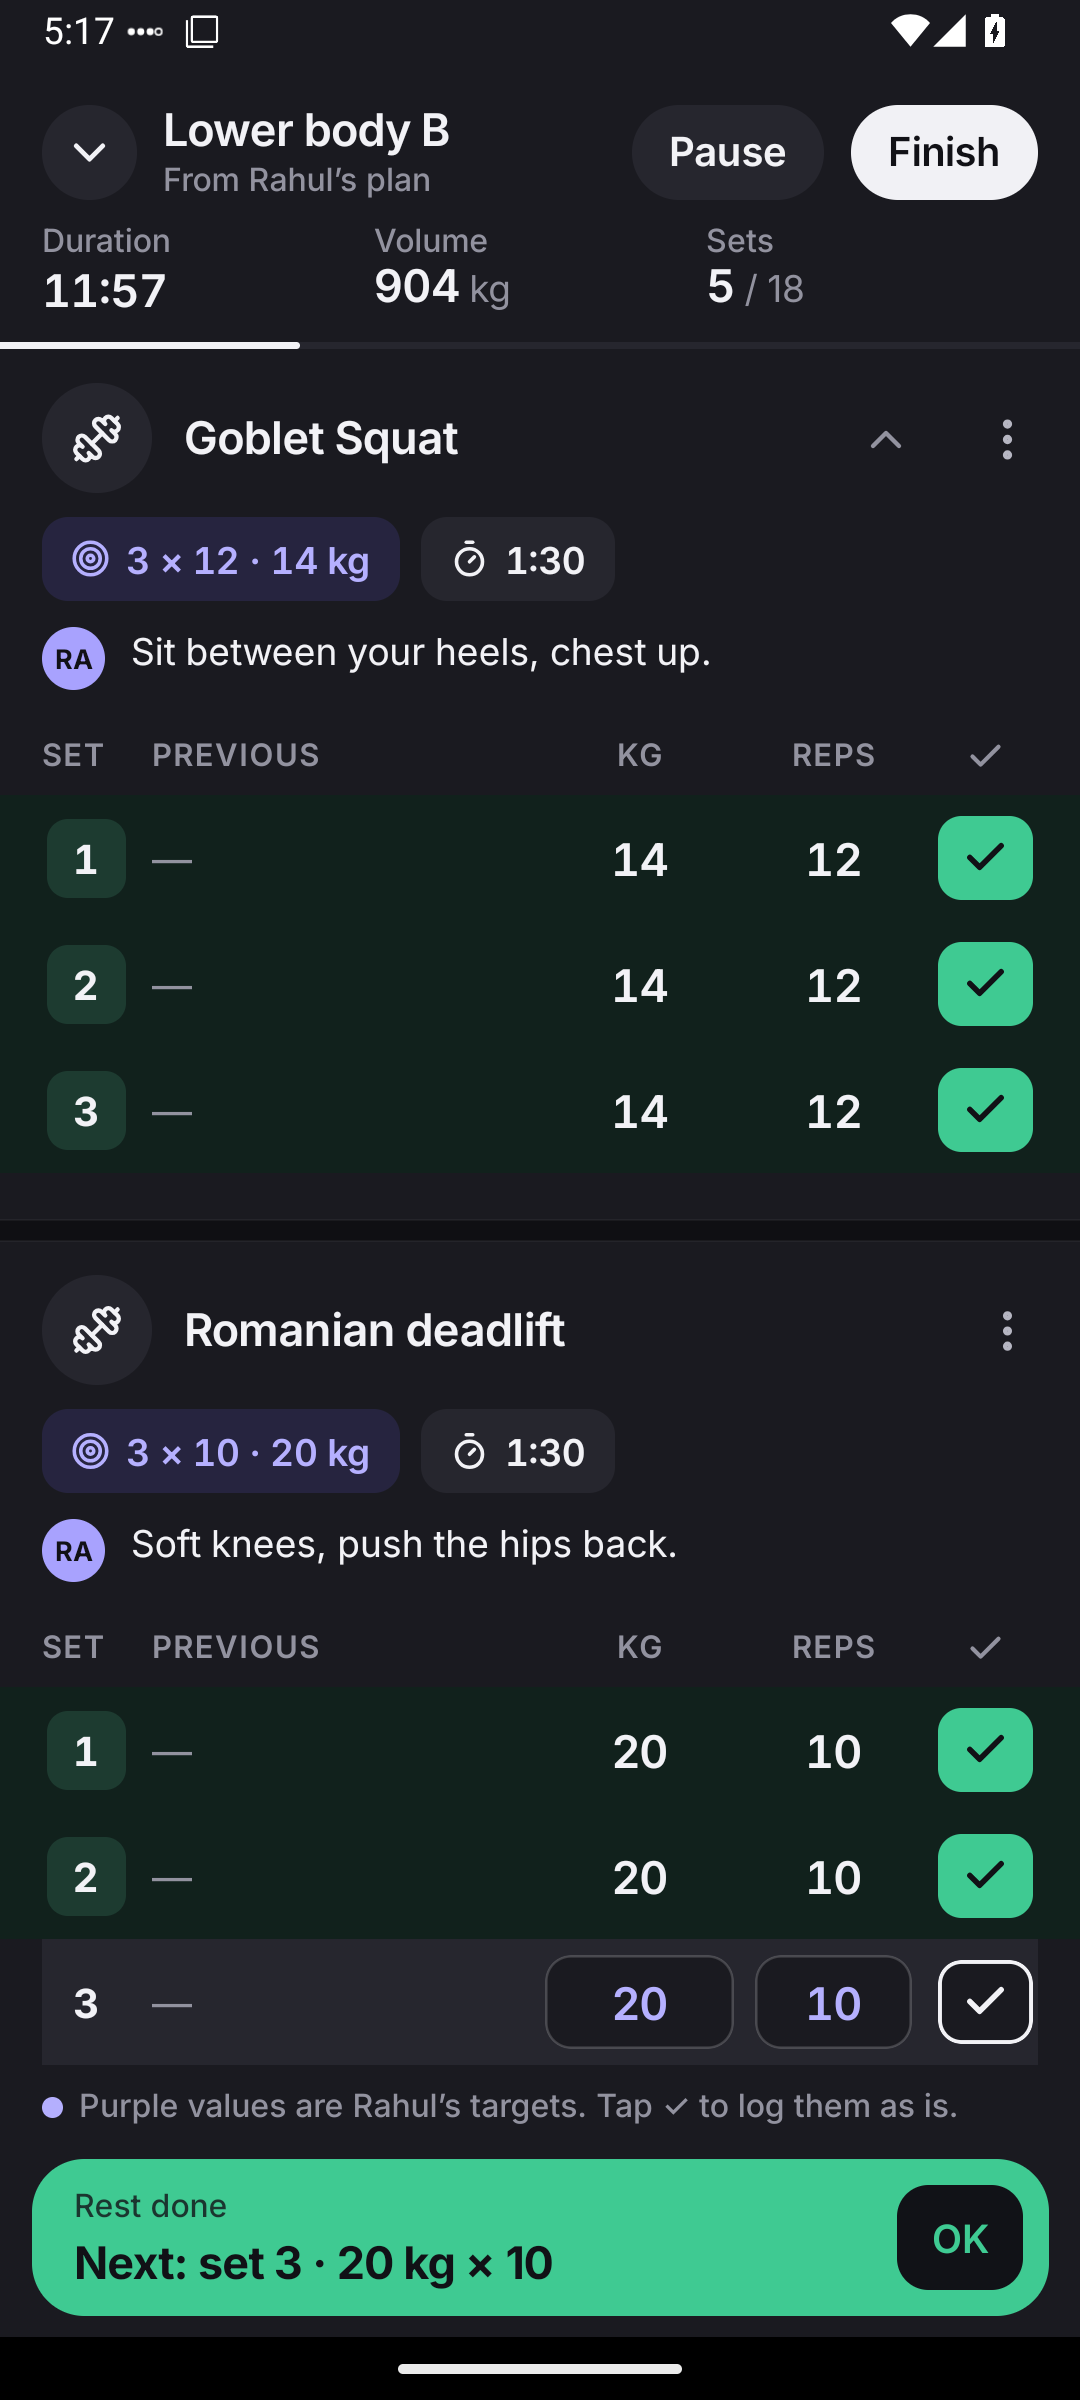 5:17
Lower body B
From Rahul's plan
Pause
Finish
Duration
Volume
Sets
11:57
904 kg
5 / 18
Goblet Squat
3 × 12 · 14 kg
1:30
RA
Sit between your heels, chest up.
SET PREVIOUS KG REPS ✓
1 — 14 12 ✓
2 — 14 12 ✓
3 — 14 12 ✓
Romanian deadlift
3 × 10 · 20 kg
1:30
RA
Soft knees, push the hips back.
SET PREVIOUS KG REPS ✓
1 — 20 10 ✓
2 — 20 10 ✓
3 — 20 10 ✓
Purple values are Rahul's targets. Tap ✓ to log them as is.
Rest done
Next: set 3 · 20 kg × 10
OK